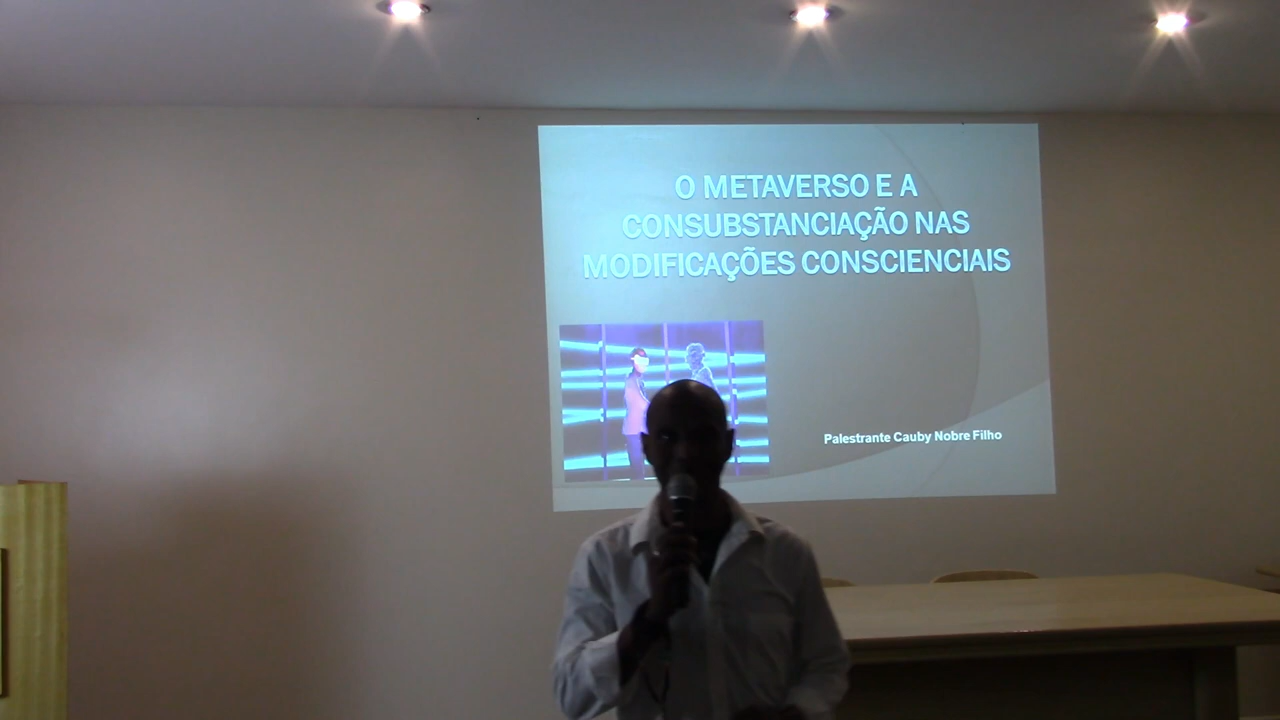 O METAVERSO E A
CONSUBSTANCIAÇÃO NAS
MODIFICAÇÕES CONSCIENCIAIS
Palestrante Cauby Nobre Filho